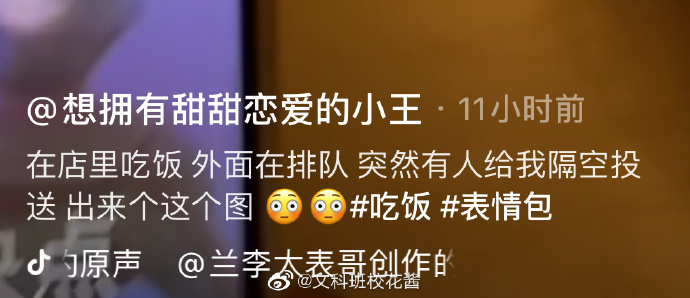 @想拥有甜甜恋爱的小王 · 11小时前
在店里吃饭 外面在排队 突然有人给我隔空投
送 出来个这个图 😳😳#吃饭 #表情包
的原声 @兰李大表哥创作的
@文科班校花酱